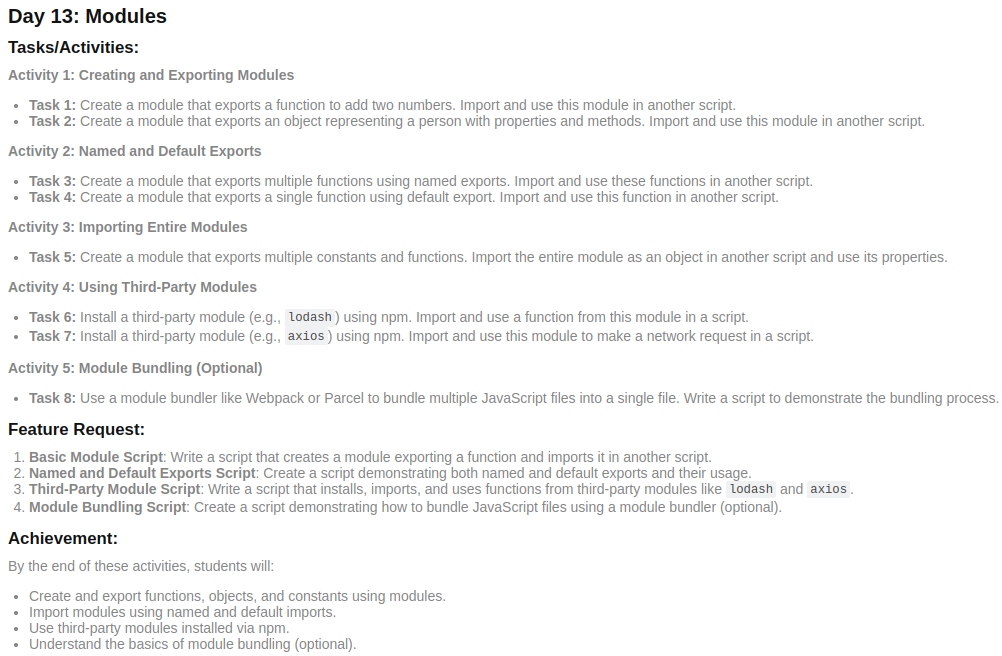 Day 13: Modules
Tasks/Activities:
Activity 1: Creating and Exporting Modules
• Task 1: Create a module that exports a function to add two numbers. Import and use this module in another script.
• Task 2: Create a module that exports an object representing a person with properties and methods. Import and use this module in another script.
Activity 2: Named and Default Exports
• Task 3: Create a module that exports multiple functions using named exports. Import and use these functions in another script.
• Task 4: Create a module that exports a single function using default export. Import and use this function in another script.
Activity 3: Importing Entire Modules
• Task 5: Create a module that exports multiple constants and functions. Import the entire module as an object in another script and use its properties.
Activity 4: Using Third-Party Modules
• Task 6: Install a third-party module (e.g., lodash) using npm. Import and use a function from this module in a script.
• Task 7: Install a third-party module (e.g., axios) using npm. Import and use this module to make a network request in a script.
Activity 5: Module Bundling (Optional)
• Task 8: Use a module bundler like Webpack or Parcel to bundle multiple JavaScript files into a single file. Write a script to demonstrate the bundling process.
Feature Request:
1. Basic Module Script: Write a script that creates a module exporting a function and imports it in another script.
2. Named and Default Exports Script: Create a script demonstrating both named and default exports and their usage.
3. Third-Party Module Script: Write a script that installs, imports, and uses functions from third-party modules like lodash and axios.
4. Module Bundling Script: Create a script demonstrating how to bundle JavaScript files using a module bundler (optional).
Achievement:
By the end of these activities, students will:
• Create and export functions, objects, and constants using modules.
• Import modules using named and default imports.
• Use third-party modules installed via npm.
• Understand the basics of module bundling (optional).